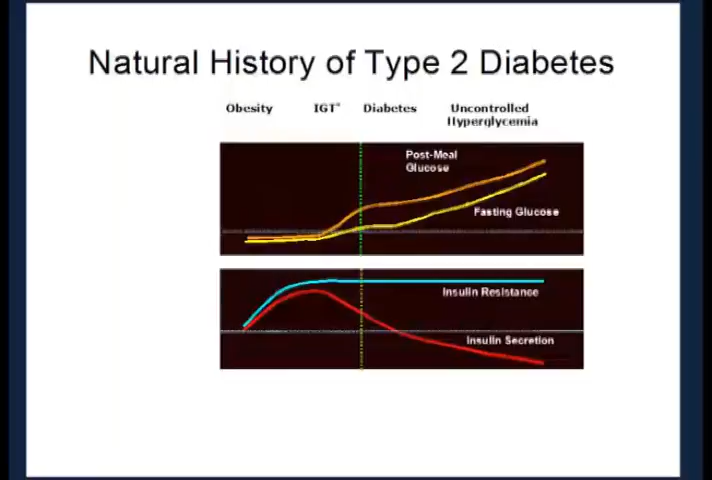 Natural History of Type 2 Diabetes
Obesity IGT* Diabetes Uncontrolled
Hyperglycemia
Post-Meal
Glucose
Fasting Glucose
Insulin Resistance
Insulin Secretion